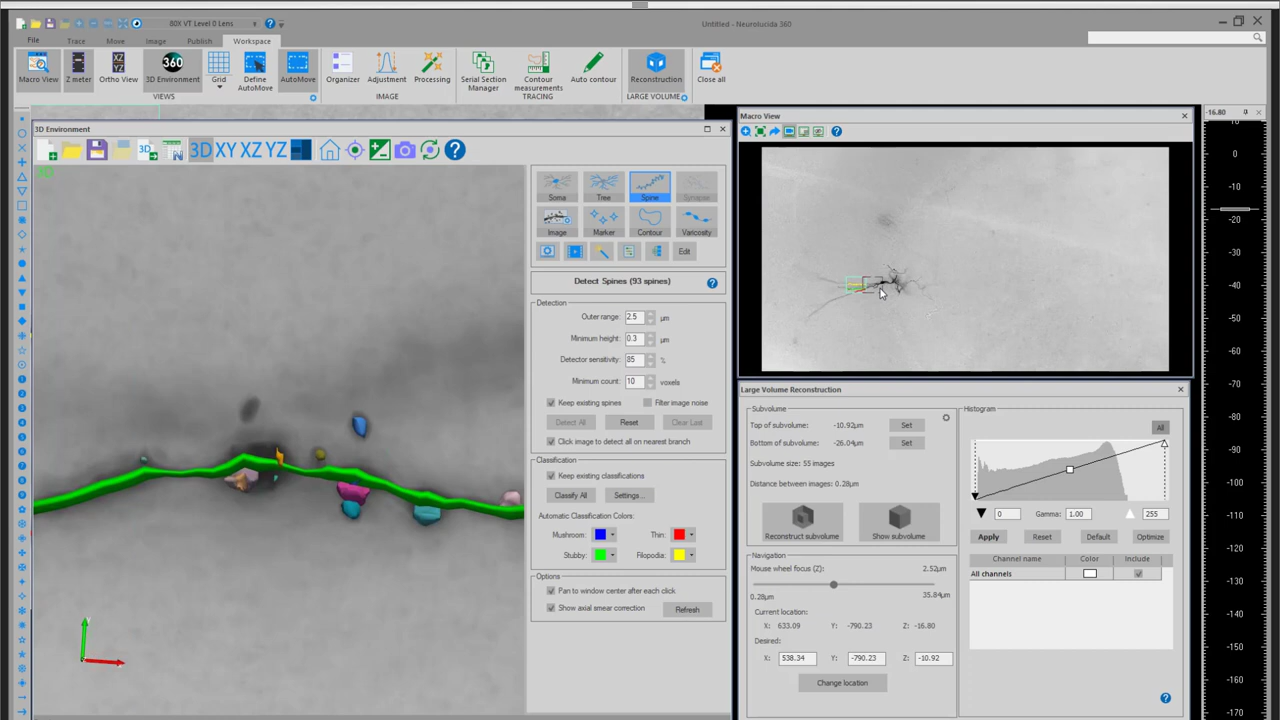 80X VT Level 0 Lens
Untitled - Neurolucida 360
File Trace Move Image Publish Workspace
Macro View
Z meter
Ortho View
3D Environment
Grid
Define AutoMove
AutoMove
Organizer
Adjustment
Processing
Serial Section Manager
Contour measurements
Auto contour
Reconstruction
Close all
VIEWS IMAGE TRACING LARGE VOLUME
3D Environment
3D XY XZ YZ
3D
Soma Tree Spine Synapse
Image Marker Contour Varicosity
Edit
Detect Spines (93 spines)
Detection
Outer range: 2.5 µm
Minimum height: 0.3 µm
Detector sensitivity: 85 %
Minimum count: 10 voxels
Keep existing spines Filter image noise
Detect All Reset Clear Last
Click image to detect all on nearest branch
Classification
Keep existing classifications
Classify All Settings...
Automatic Classification Colors:
Mushroom: Thin:
Stubby: Filopodia:
Options
Pan to window center after each click
Show axial smear correction Refresh
Macro View
Large Volume Reconstruction
Subvolume
Top of subvolume: -10.92µm Set
Bottom of subvolume: -26.04µm Set
Subvolume size: 55 images
Distance between images: 0.28µm
Reconstruct subvolume Show subvolume
Navigation
Mouse wheel focus (Z): 2.52µm
0.28µm 35.84µm
Current location:
X: 633.09 Y: -790.23 Z: -16.80
Desired:
X: 538.34 Y: -790.23 Z: -10.92
Change location
Histogram
All
0 Gamma: 1.00 255
Apply Reset Default Optimize
Channel name Color Include
All channels
-16.80
10
0
-10
-20
-30
-40
-50
-60
-70
-80
-90
-100
-110
-120
-130
-140
-150
-160
-170